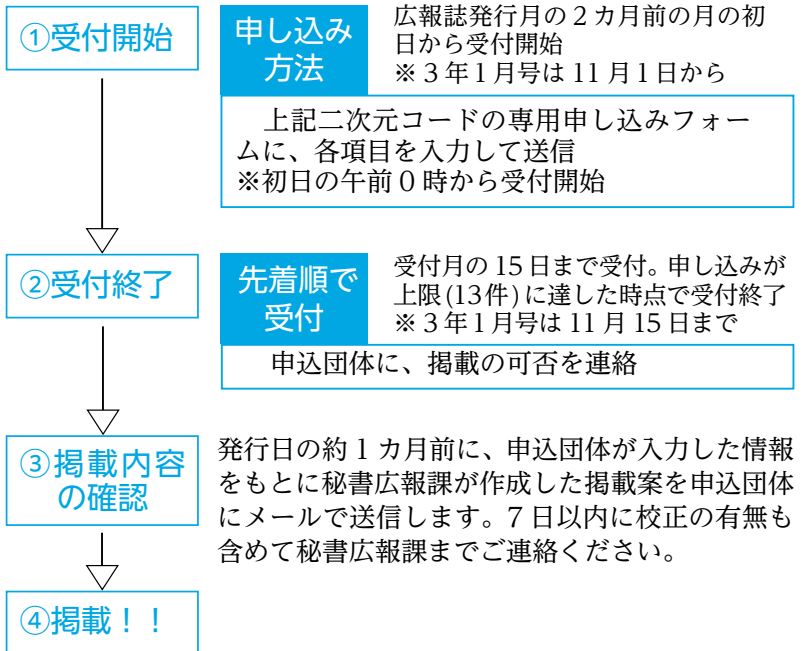 ①受付開始
申し込み
方法
広報誌発行月の２カ月前の月の初
日から受付開始
※３年１月号は 11 月１日から
上記二次元コードの専用申し込みフォー
ムに、各項目を入力して送信
※初日の午前０時から受付開始
②受付終了
先着順で
受付
受付月の 15 日まで受付。申し込みが
上限(13件)に達した時点で受付終了
※３年１月号は 11 月 15 日まで
申込団体に、掲載の可否を連絡
③掲載内容
の確認
発行日の約１カ月前に、申込団体が入力した情報
をもとに秘書広報課が作成した掲載案を申込団体
にメールで送信します。７日以内に校正の有無も
含めて秘書広報課までご連絡ください。
④掲載！！